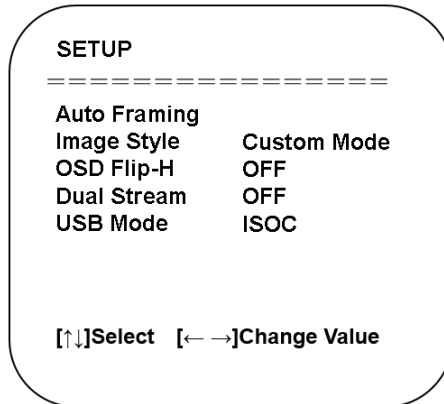 SETUP
=================
Auto Framing
Image Style Custom Mode
OSD Flip-H OFF
Dual Stream OFF
USB Mode ISOC
[↑↓]Select [← →]Change Value